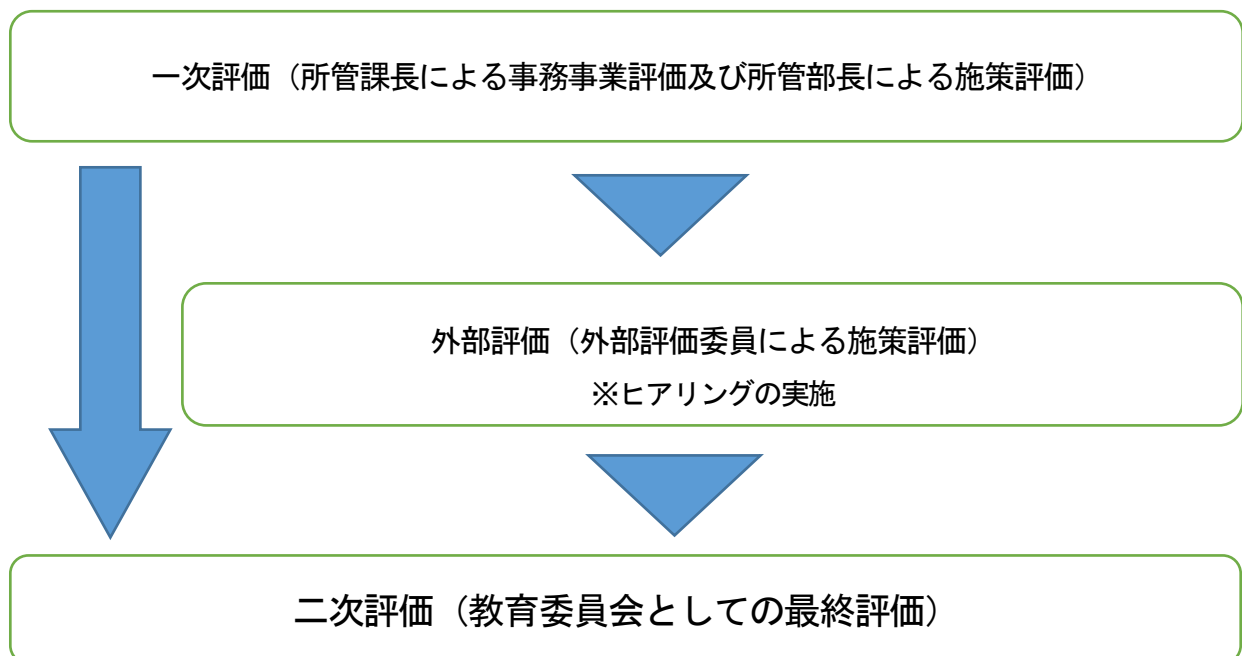 一次評価（所管課長による事務事業評価及び所管部長による施策評価）
外部評価（外部評価委員による施策評価）
※ヒアリングの実施
二次評価（教育委員会としての最終評価）